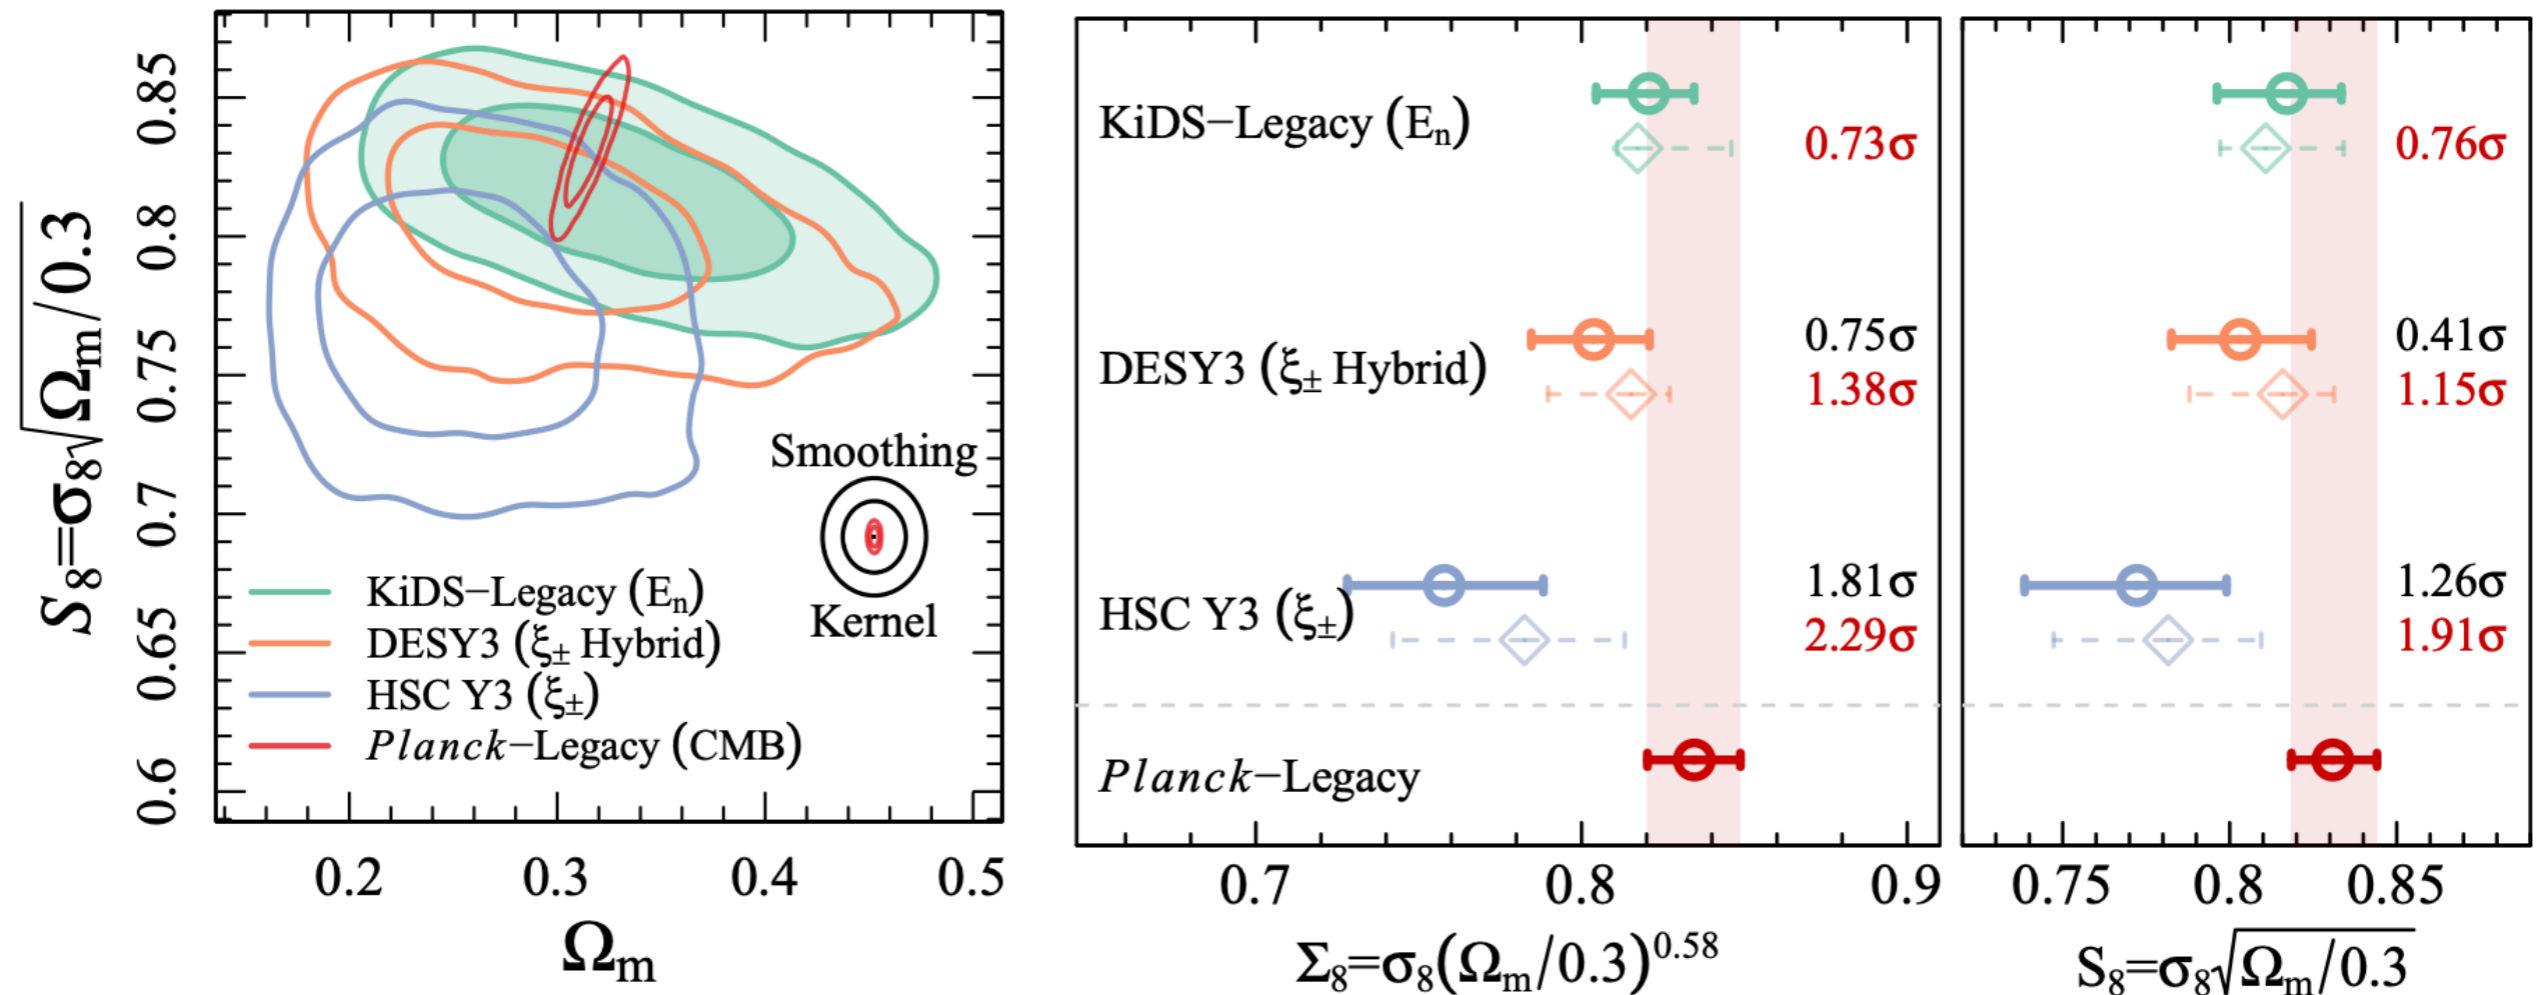 S₈=σ₈√Ωₘ/0.3
0.85
0.8
0.75
0.7
0.65
0.6
Smoothing
Kernel
KiDS−Legacy (Eₙ)
DESY3 (ξ± Hybrid)
HSC Y3 (ξ±)
Planck−Legacy (CMB)
0.2 0.3 0.4 0.5
Ωₘ
KiDS−Legacy (Eₙ)
0.73σ
DESY3 (ξ± Hybrid)
0.75σ
1.38σ
HSC Y3 (ξ±)
1.81σ
2.29σ
Planck−Legacy
0.7 0.8 0.9
Σ₈=σ₈(Ωₘ/0.3)^0.58
0.76σ
0.41σ
1.15σ
1.26σ
1.91σ
0.75 0.8 0.85
S₈=σ₈√Ωₘ/0.3